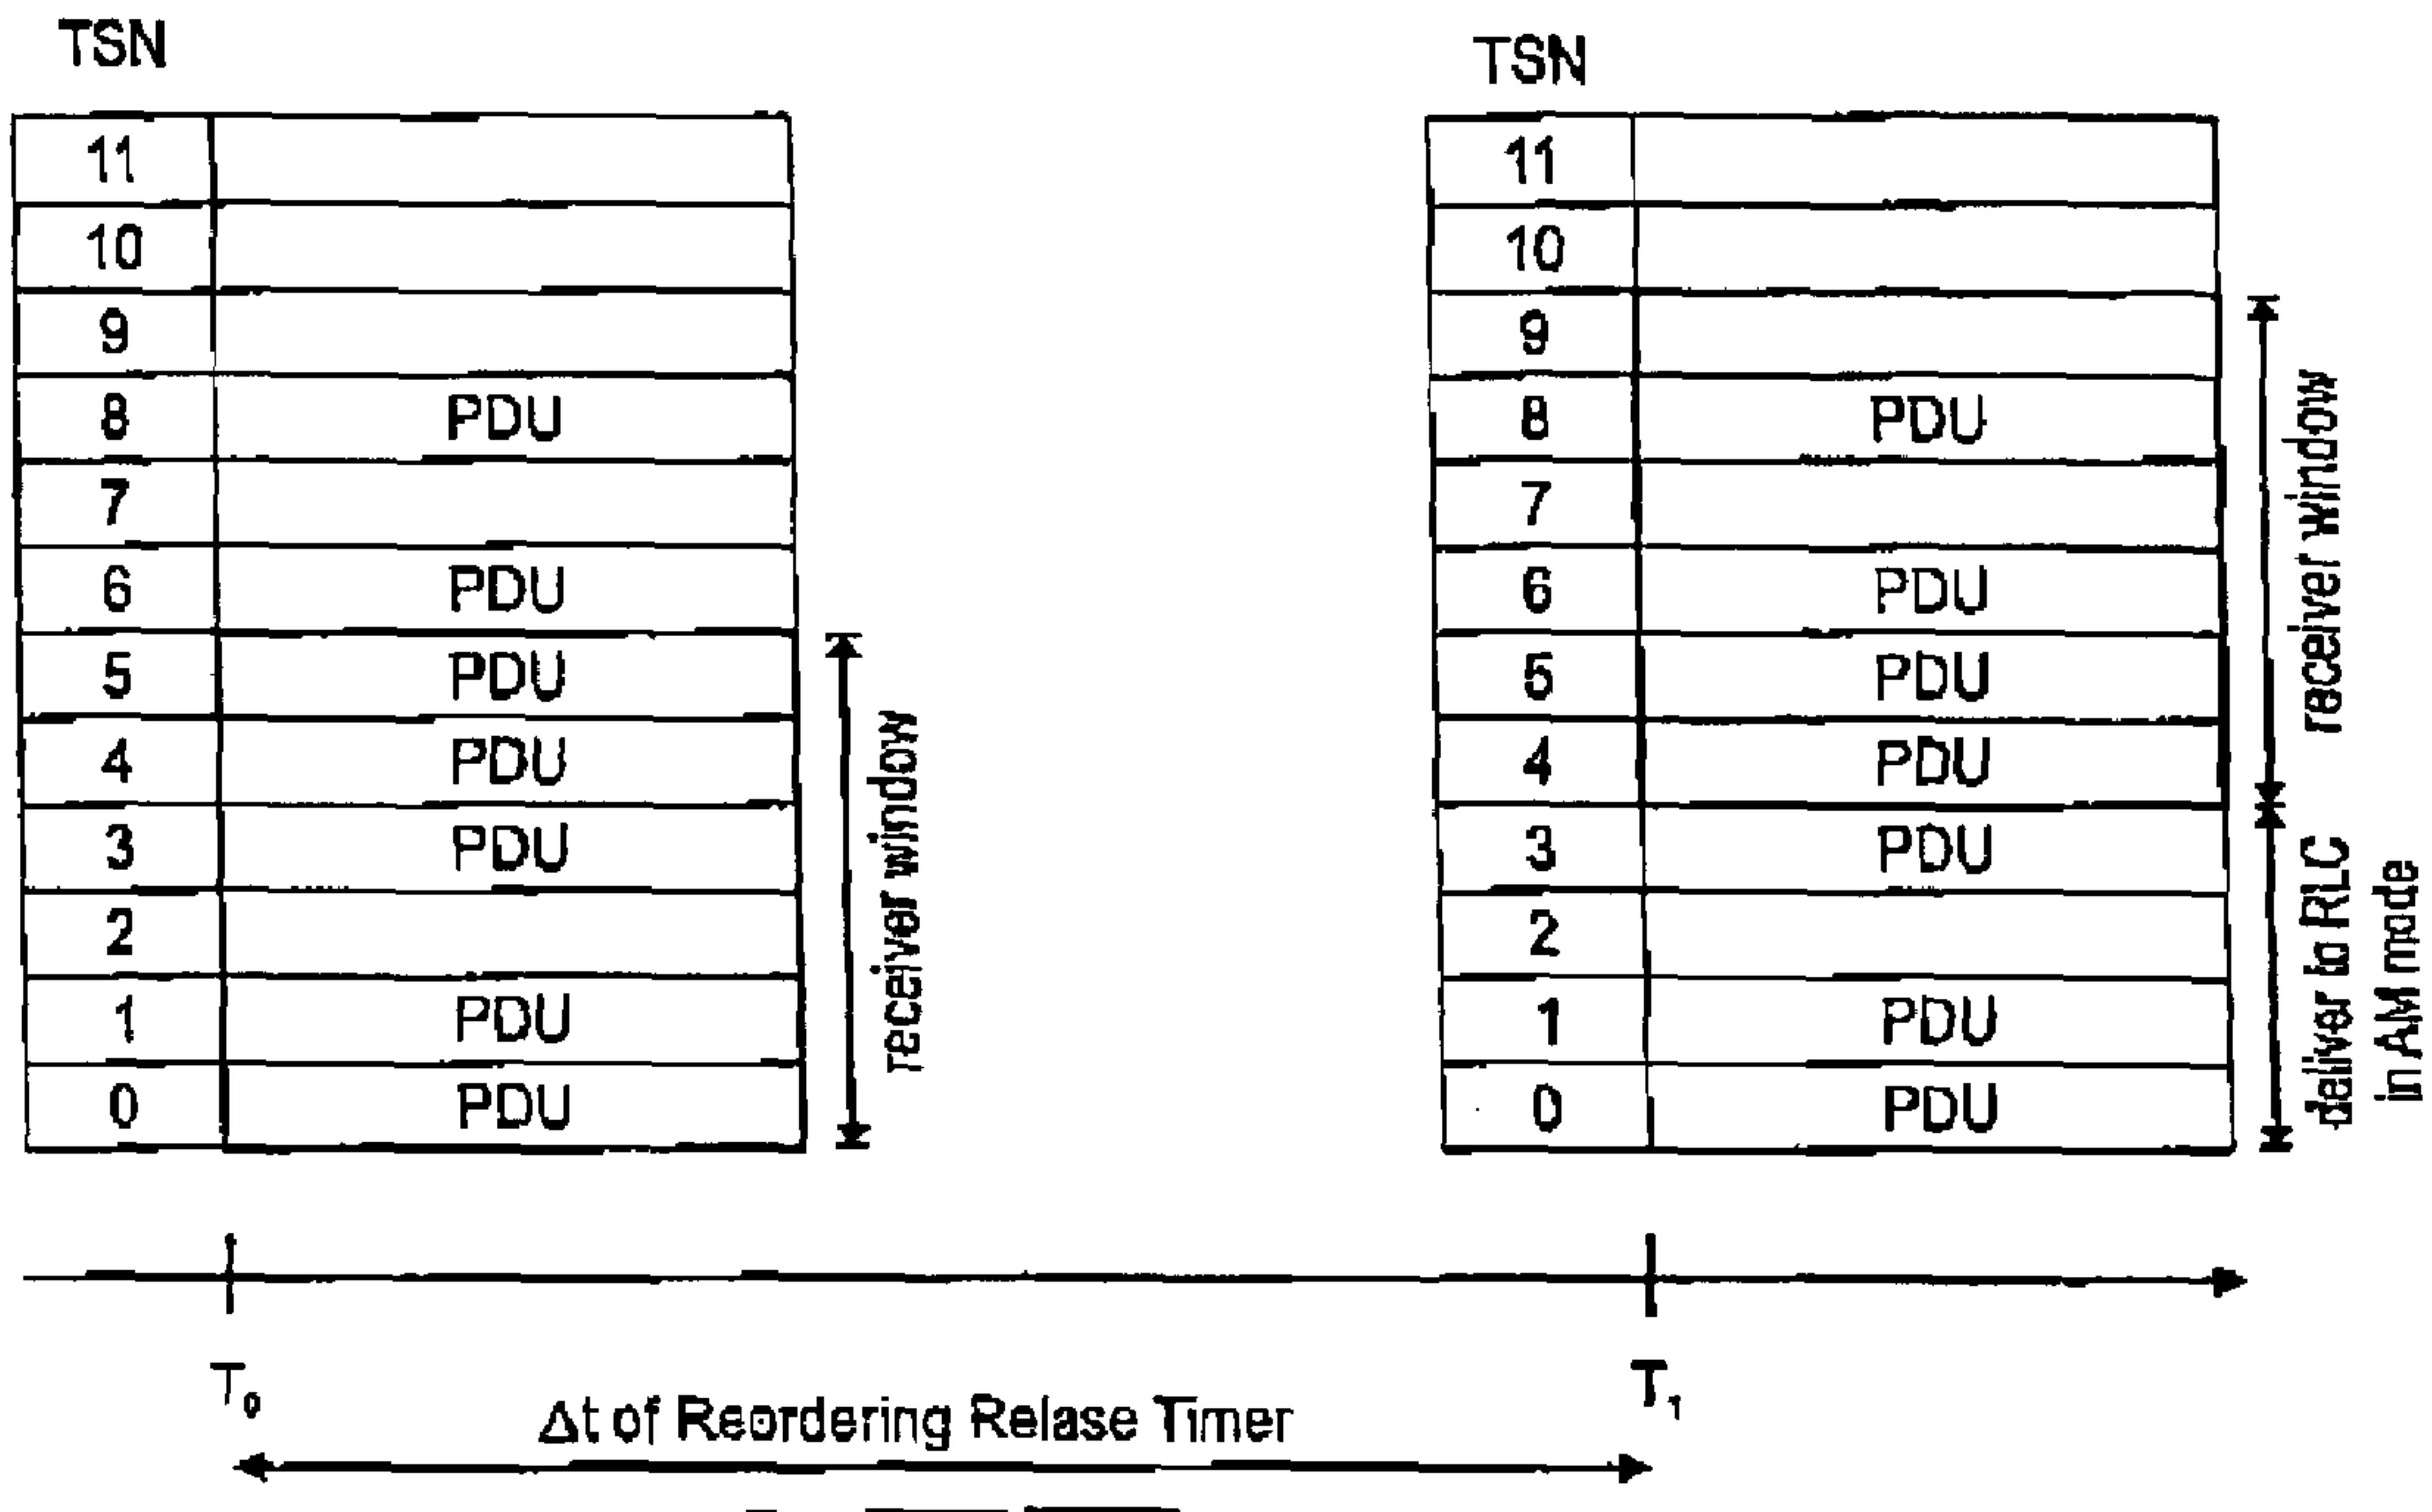 TSN
11
10
9
8 PDU
7
6 PDU
5 PDU
4 PDU
3 PDU
2
1 PDU
0 PDU
receiver window
TSN
11
10
9
8 PDU
7
6 PDU
5 PDU
4 PDU
3 PDU
2
1 PDU
0 PDU
receiver window
deliver to RLC
in AM mode
T₀
T₁
Δt of Reordering Relase Timer